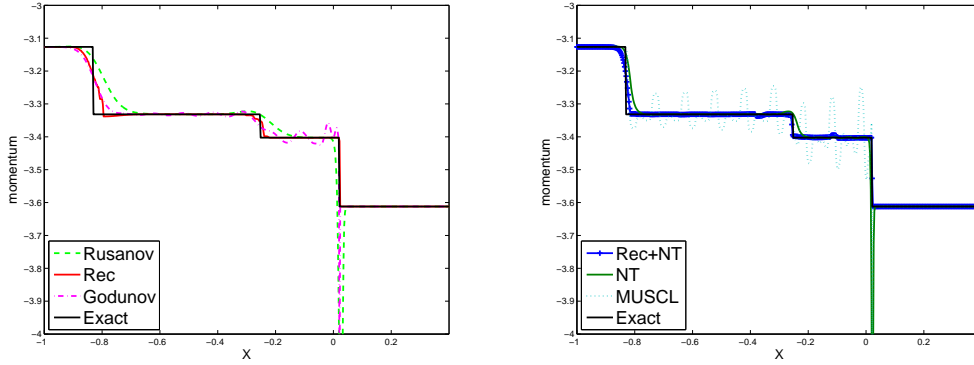 -3
-3.1
-3.2
-3.3
-3.4
-3.5
-3.6
-3.7
-3.8
-3.9
-4
momentum
Rusanov
Rec
Godunov
Exact
-1 -0.8 -0.6 -0.4 -0.2 0 0.2
X
-3
-3.1
-3.2
-3.3
-3.4
-3.5
-3.6
-3.7
-3.8
-3.9
-4
momentum
Rec+NT
NT
MUSCL
Exact
-1 -0.8 -0.6 -0.4 -0.2 0 0.2
X